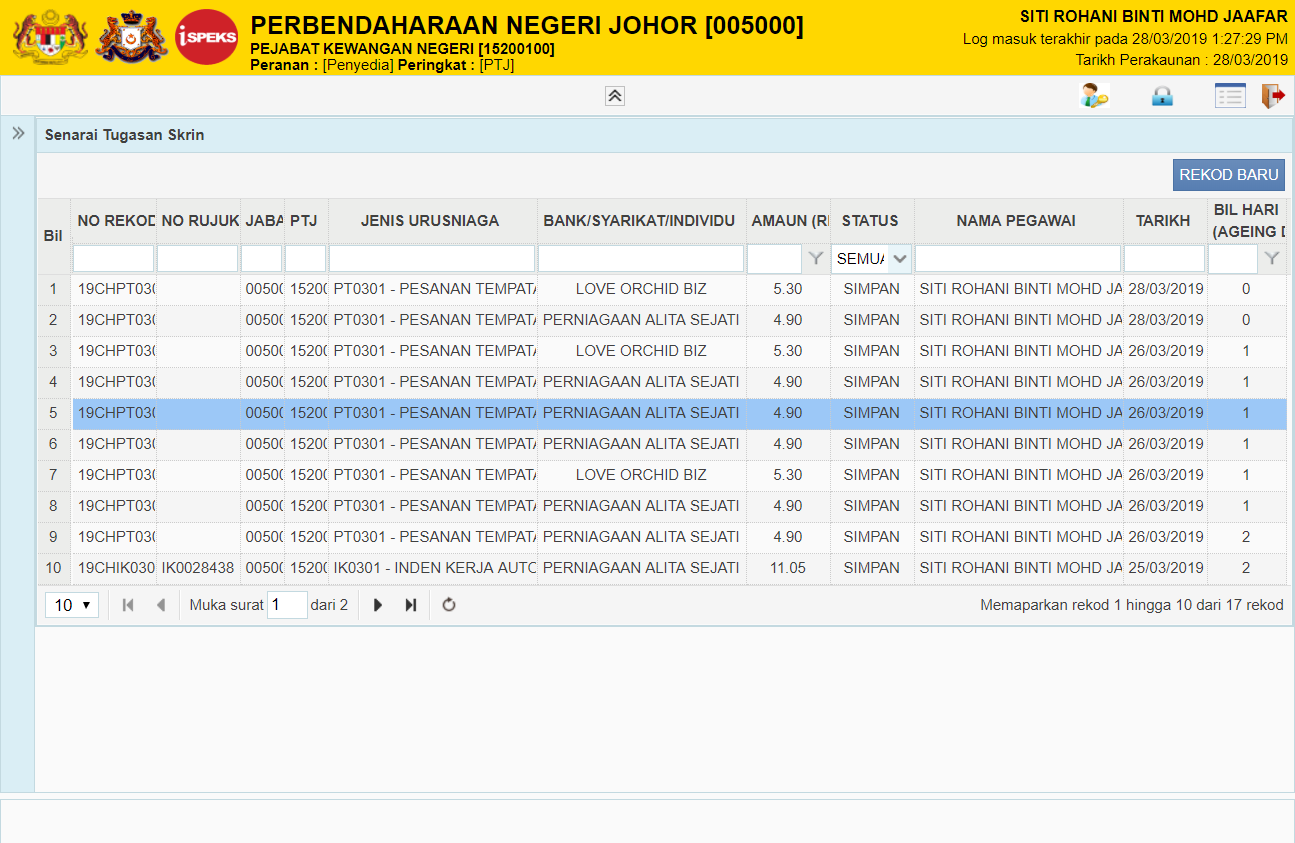 iSPEKS
PERBENDAHARAAN NEGERI JOHOR [005000]
PEJABAT KEWANGAN NEGERI [15200100]
Peranan : [Penyedia] Peringkat : [PTJ]
SITI ROHANI BINTI MOHD JAAFAR
Log masuk terakhir pada 28/03/2019 1:27:29 PM
Tarikh Perakaunan : 28/03/2019
Senarai Tugasan Skrin
REKOD BARU
Bil NO REKOD NO RUJUK JABA PTJ JENIS URUSNIAGA BANK/SYARIKAT/INDIVIDU AMAUN (R STATUS NAMA PEGAWAI TARIKH BIL HARI (AGEING D
SEMUA
1 19CHPT030 00500 15200 PT0301 - PESANAN TEMPATA LOVE ORCHID BIZ 5.30 SIMPAN SITI ROHANI BINTI MOHD JA 28/03/2019 0
2 19CHPT030 00500 15200 PT0301 - PESANAN TEMPATA PERNIAGAAN ALITA SEJATI 4.90 SIMPAN SITI ROHANI BINTI MOHD JA 28/03/2019 0
3 19CHPT030 00500 15200 PT0301 - PESANAN TEMPATA LOVE ORCHID BIZ 5.30 SIMPAN SITI ROHANI BINTI MOHD JA 26/03/2019 1
4 19CHPT030 00500 15200 PT0301 - PESANAN TEMPATA PERNIAGAAN ALITA SEJATI 4.90 SIMPAN SITI ROHANI BINTI MOHD JA 26/03/2019 1
5 19CHPT030 00500 15200 PT0301 - PESANAN TEMPATA PERNIAGAAN ALITA SEJATI 4.90 SIMPAN SITI ROHANI BINTI MOHD JA 26/03/2019 1
6 19CHPT030 00500 15200 PT0301 - PESANAN TEMPATA PERNIAGAAN ALITA SEJATI 4.90 SIMPAN SITI ROHANI BINTI MOHD JA 26/03/2019 1
7 19CHPT030 00500 15200 PT0301 - PESANAN TEMPATA LOVE ORCHID BIZ 5.30 SIMPAN SITI ROHANI BINTI MOHD JA 26/03/2019 1
8 19CHPT030 00500 15200 PT0301 - PESANAN TEMPATA PERNIAGAAN ALITA SEJATI 4.90 SIMPAN SITI ROHANI BINTI MOHD JA 26/03/2019 1
9 19CHPT030 00500 15200 PT0301 - PESANAN TEMPATA PERNIAGAAN ALITA SEJATI 4.90 SIMPAN SITI ROHANI BINTI MOHD JA 26/03/2019 2
10 19CHIK030 IK0028438 00500 15200 IK0301 - INDEN KERJA AUTO PERNIAGAAN ALITA SEJATI 11.05 SIMPAN SITI ROHANI BINTI MOHD JA 25/03/2019 2
10 Muka surat 1 dari 2 Memaparkan rekod 1 hingga 10 dari 17 rekod